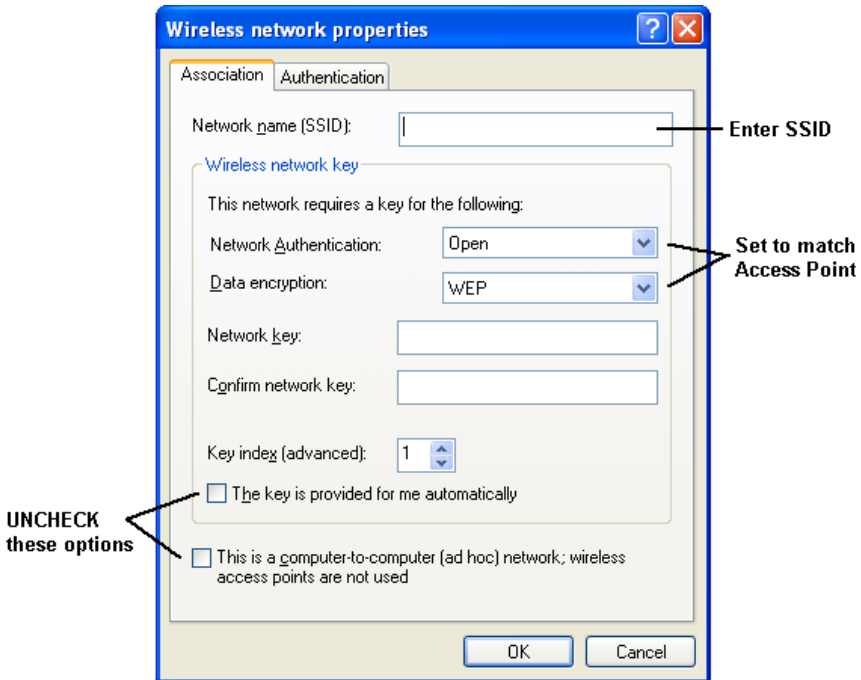 Wireless network properties
Association
Authentication
Network name (SSID):
Enter SSID
Wireless network key
This network requires a key for the following:
Network Authentication:
Open
Set to match
Access Point
Data encryption:
WEP
Network key:
Confirm network key:
Key index (advanced):
1
The key is provided for me automatically
UNCHECK
these options
This is a computer-to-computer (ad hoc) network; wireless
access points are not used
OK
Cancel